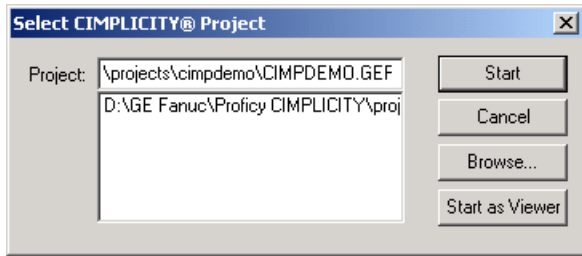 Select CIMPLICITY® Project
Project: \projects\cimpdemo\CIMPDEMO.GEF
D:\GE Fanuc\Proficy CIMPLICITY\proj
Start
Cancel
Browse...
Start as Viewer